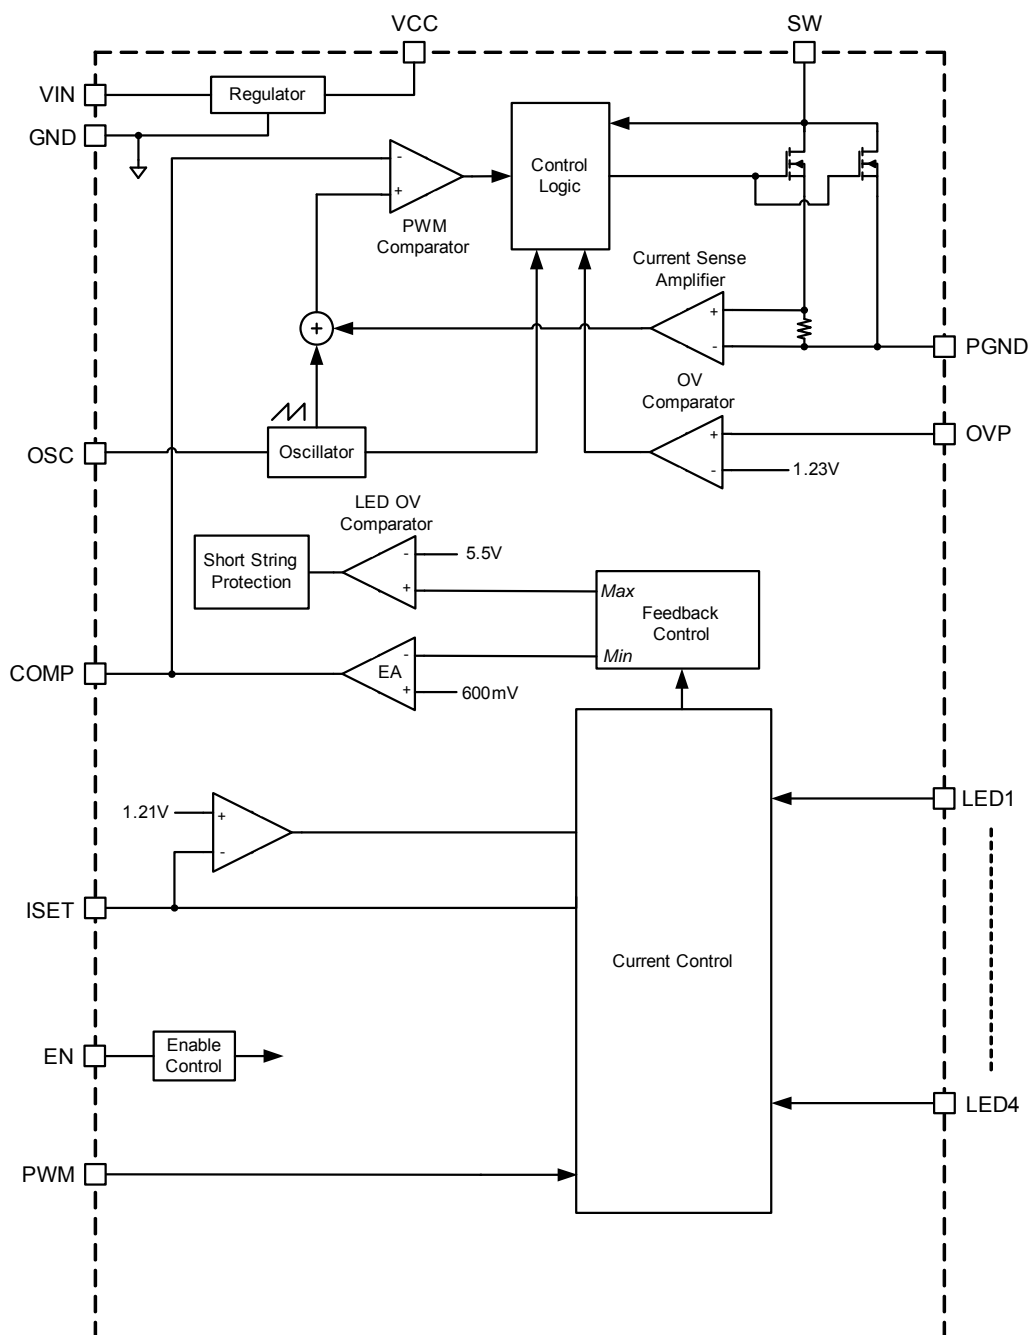 VCC
SW
VIN
Regulator
GND
-
+
PWM
Comparator
Control
Logic
Current Sense
Amplifier
+
-
+
PGND
OV
Comparator
OSC
Oscillator
+
-
OVP
1.23V
LED OV
Comparator
Short String
Protection
-
+
5.5V
Max
Feedback
Control
Min
COMP
EA
-
+
600mV
1.21V
+
-
LED1
ISET
Current Control
EN
Enable
Control
LED4
PWM